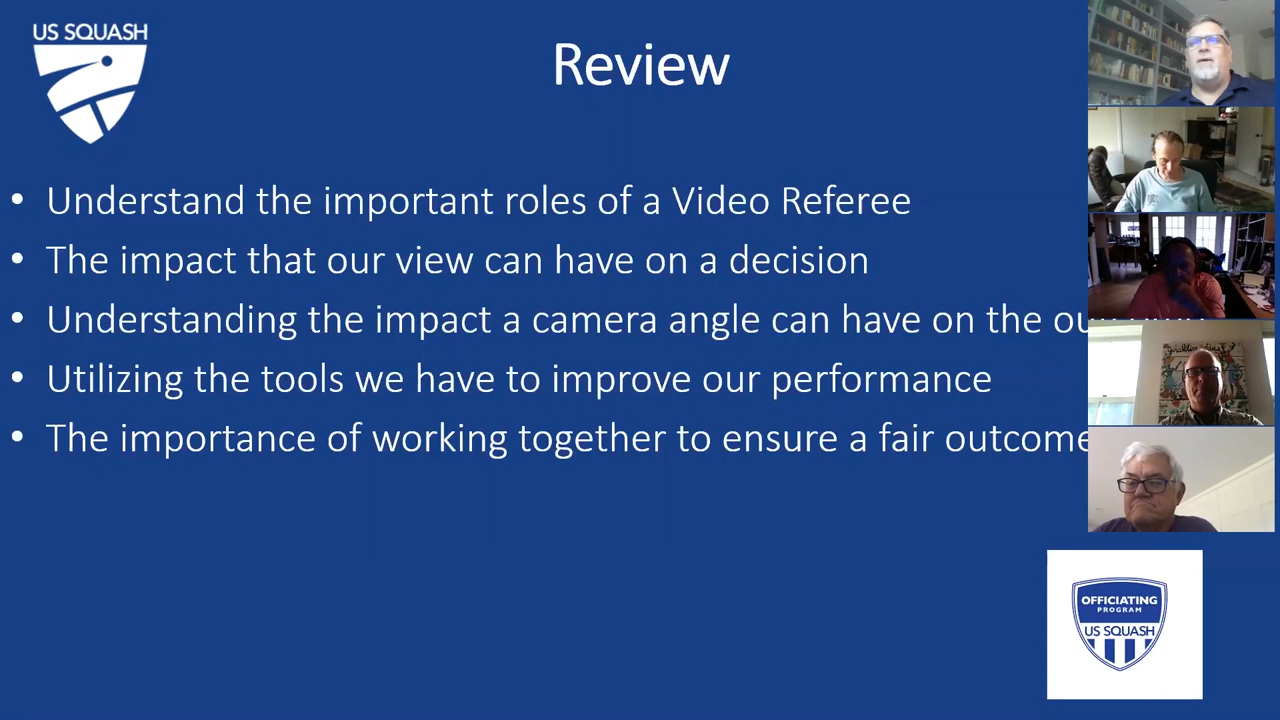 US SQUASH
Review
• Understand the important roles of a Video Referee
• The impact that our view can have on a decision
• Understanding the impact a camera angle can have on the
• Utilizing the tools we have to improve our performance
• The importance of working together to ensure a fair outcome
OFFICIATING
PROGRAM
US SQUASH